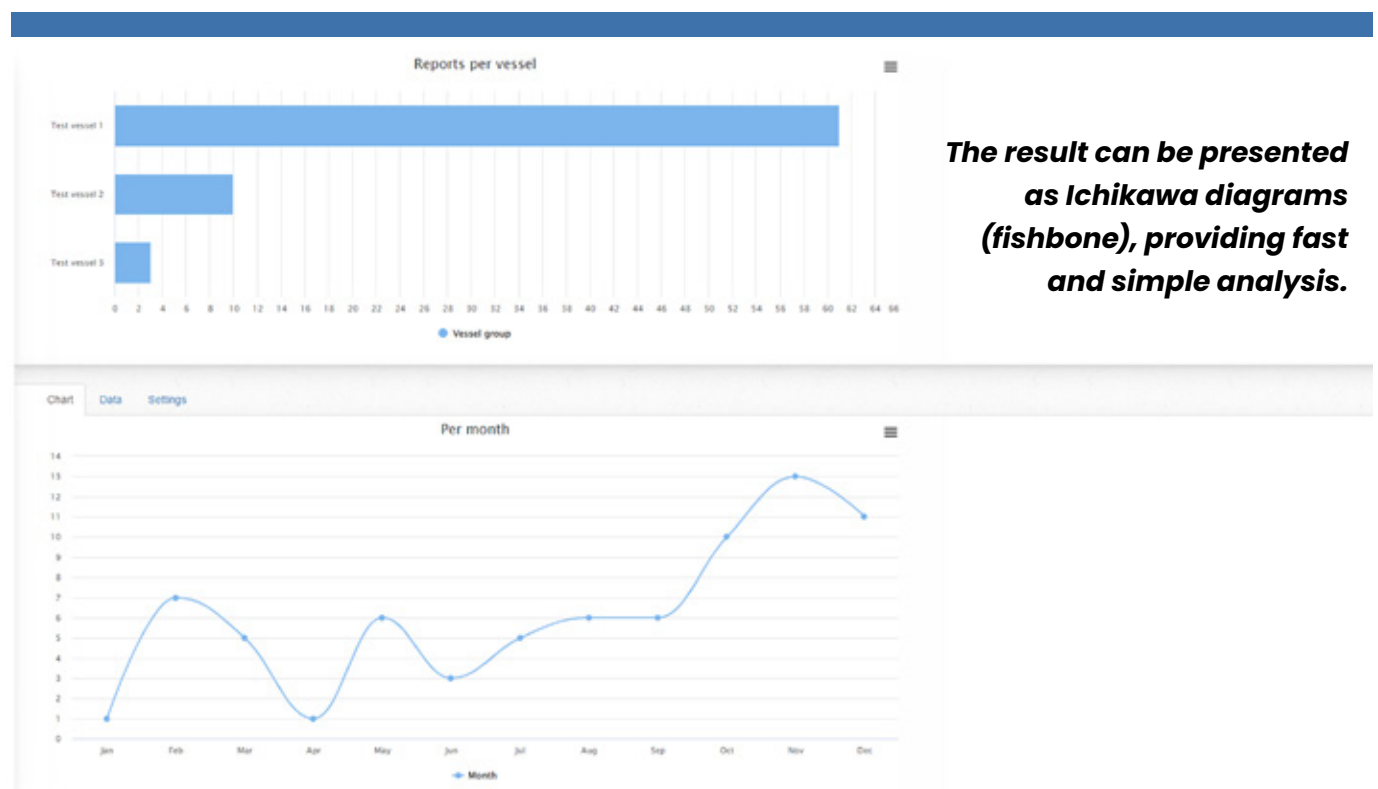 Reports per vessel
Test vessel 1
Test vessel 2
Test vessel 3
0 2 4 6 8 10 12 14 16 18 20 22 24 26 28 30 32 34 36 38 40 42 44 46 48 50 52 54 56 58 60 62 64 66
Vessel group
The result can be presented
as Ichikawa diagrams
(fishbone), providing fast
and simple analysis.
Chart Data Settings
Per month
14
13
12
11
10
9
8
7
6
5
4
3
2
1
0
Jan Feb Mar Apr May Jun Jul Aug Sep Oct Nov Dec
Month